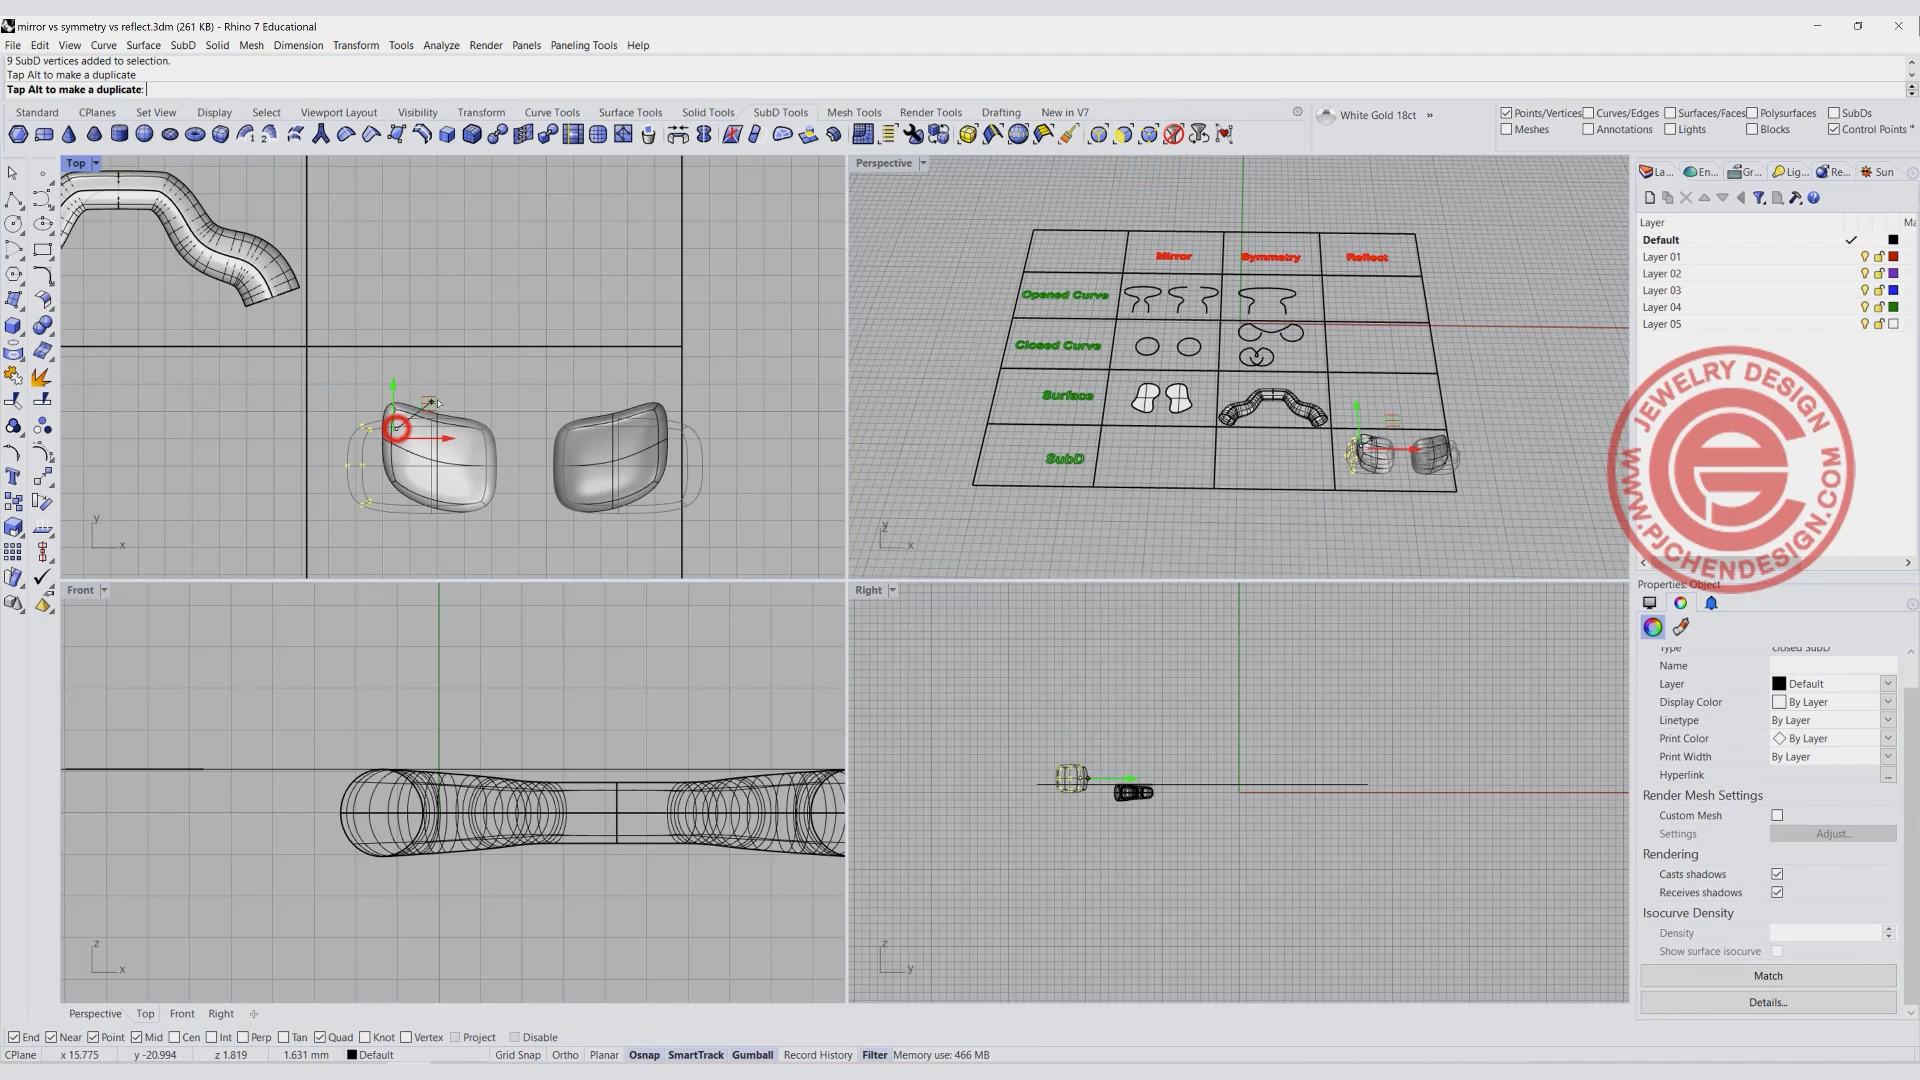 mirror vs symmetry vs reflect.3dm (261 KB) - Rhino 7 Educational
File Edit View Curve Surface SubD Solid Mesh Dimension Transform Tools Analyze Render Panels Paneling Tools Help
9 SubD vertices added to selection.
Tap Alt to make a duplicate
Tap Alt to make a duplicate:
Standard CPlanes Set View Display Select Viewport Layout Visibility Transform Curve Tools Surface Tools Solid Tools SubD Tools Mesh Tools Render Tools Drafting New in V7
White Gold 18ct »
Points/Vertices Curves/Edges Surfaces/Faces Polysurfaces SubDs
Meshes Annotations Lights Blocks Control Points »
Top
Perspective
La... En... Gr... Lig... Re... Sun
Layer Ma
Default
Layer 01
Layer 02
Layer 03
Layer 04
Layer 05
Mirror Symmetry Reflect
Opened Curve
Closed Curve
Surface
SubD
JEWELRY DESIGN
WWW.PJCHENDESIGN.COM
y
x
z
x
Front
Right
z
x
z
y
Properties: Object
Type closed SubD
Name
Layer Default
Display Color By Layer
Linetype By Layer
Print Color By Layer
Print Width By Layer
Hyperlink ...
Render Mesh Settings
Custom Mesh
Settings Adjust...
Rendering
Casts shadows
Receives shadows
Isocurve Density
Density
Show surface isocurve
Match
Details...
Perspective Top Front Right
End Near Point Mid Cen Int Perp Tan Quad Knot Vertex Project Disable
CPlane x 15.775 y -20.994 z 1.819 1.631 mm Default Grid Snap Ortho Planar Osnap SmartTrack Gumball Record History Filter Memory use: 466 MB